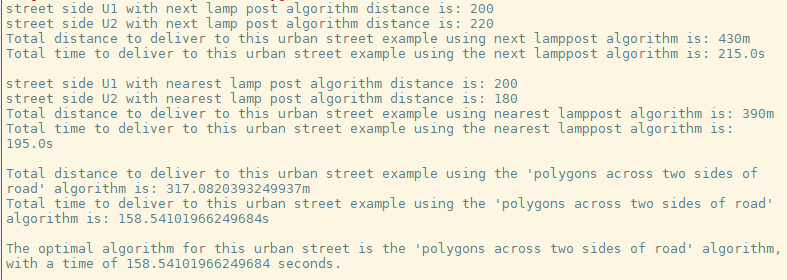 street side U1 with next lamp post algorithm distance is: 200
street side U2 with next lamp post algorithm distance is: 220
Total distance to deliver to this urban street example using next lamppost algorithm is: 430m
Total time to deliver to this urban street example using the next lamppost algorithm is: 215.0s
street side U1 with nearest lamp post algorithm distance is: 200
street side U2 with nearest lamp post algorithm distance is: 180
Total distance to deliver to this urban street example using nearest lamppost algorithm is: 390m
Total time to deliver to this urban street example using the nearest lamppost algorithm is:
195.0s
Total distance to deliver to this urban street example using the 'polygons across two sides of
road' algorithm is: 317.0820393249937m
Total time to deliver to this urban street example using the 'polygons across two sides of road'
algorithm is: 158.54101966249684s
The optimal algorithm for this urban street is the 'polygons across two sides of road' algorithm,
with a time of 158.54101966249684 seconds.